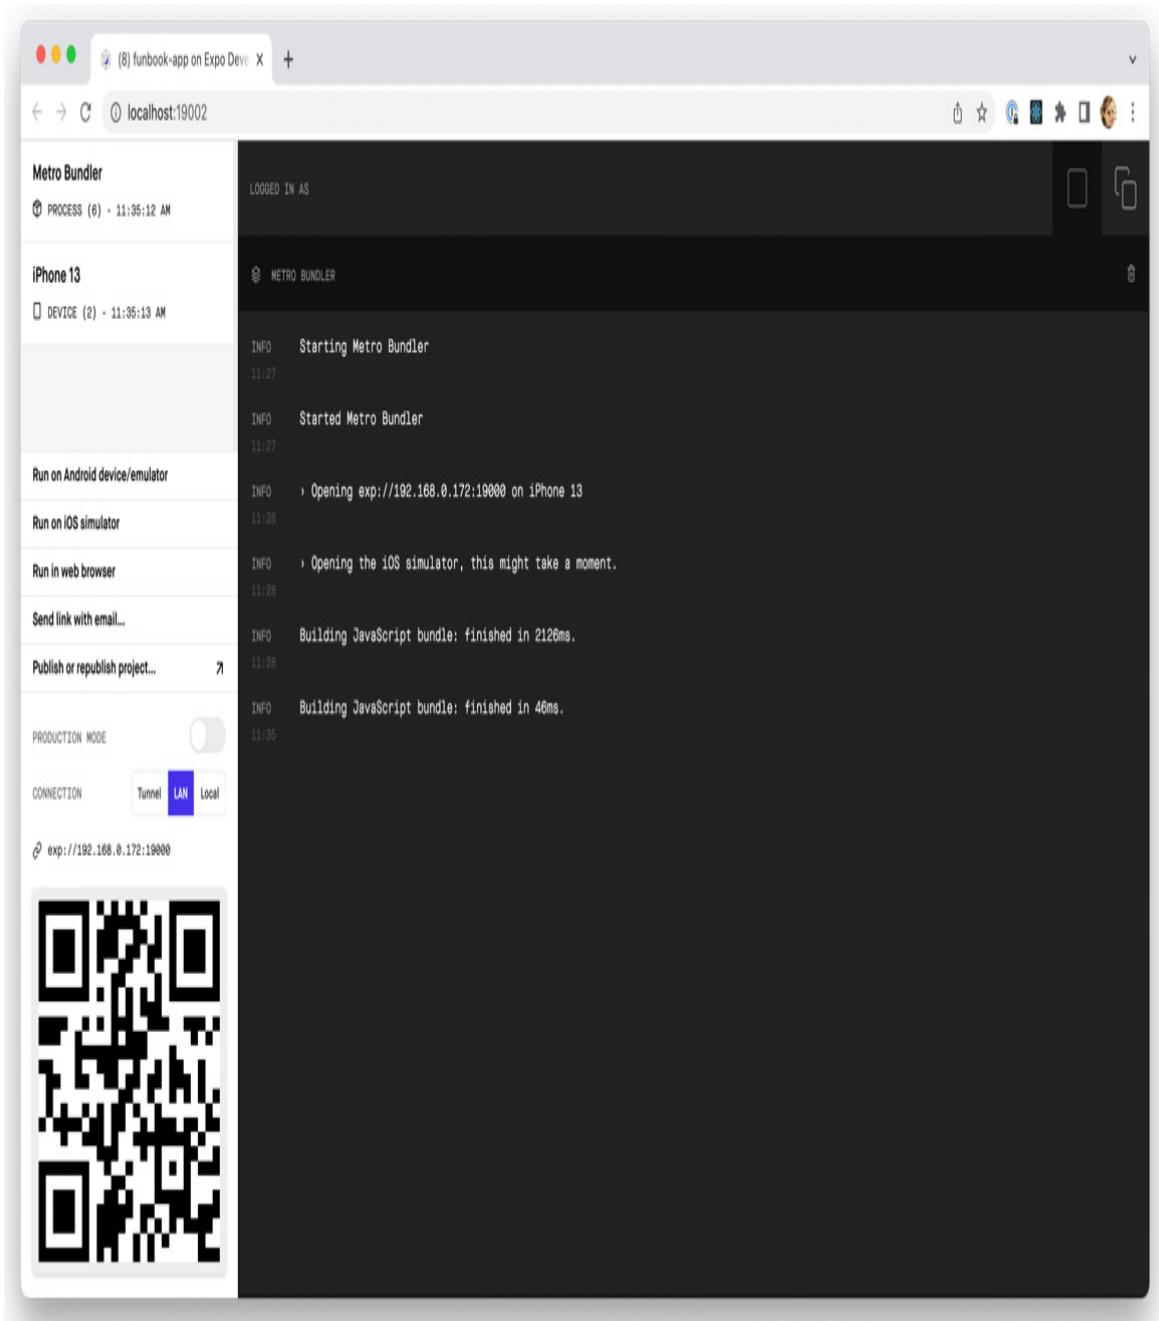 (8) funbook-app on Expo Deve
localhost:19002
Metro Bundler
PROCESS (6) - 11:35:12 AM
iPhone 13
DEVICE (2) - 11:35:13 AM
Run on Android device/emulator
Run on iOS simulator
Run in web browser
Send link with email...
Publish or republish project...
PRODUCTION MODE
CONNECTION Tunnel LAN Local
exp://192.168.0.172:19000
LOGGED IN AS
METRO BUNDLER
INFO Starting Metro Bundler
11:27
INFO Started Metro Bundler
11:27
INFO › Opening exp://192.168.0.172:19000 on iPhone 13
11:28
INFO › Opening the iOS simulator, this might take a moment.
11:28
INFO Building JavaScript bundle: finished in 2126ms.
11:28
INFO Building JavaScript bundle: finished in 46ms.
11:35